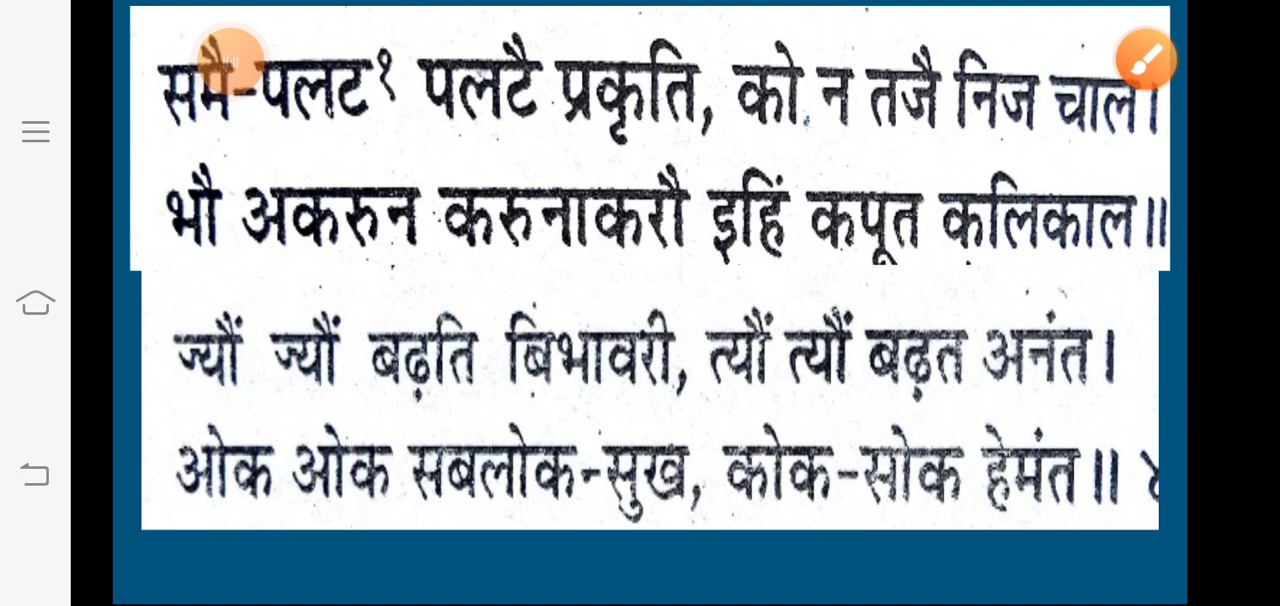 समै-पलट१ पलटै प्रकृति, को न तजै निज चाल।
भौ अकरुन करुनाकरौ इहिं कपूत कलिकाल॥
ज्यौं ज्यौं बढ़ति बिभावरी, त्यौं त्यौं बढ़त अनंत।
ओक ओक सबलोक-सुख, कोक-सोक हेमंत॥